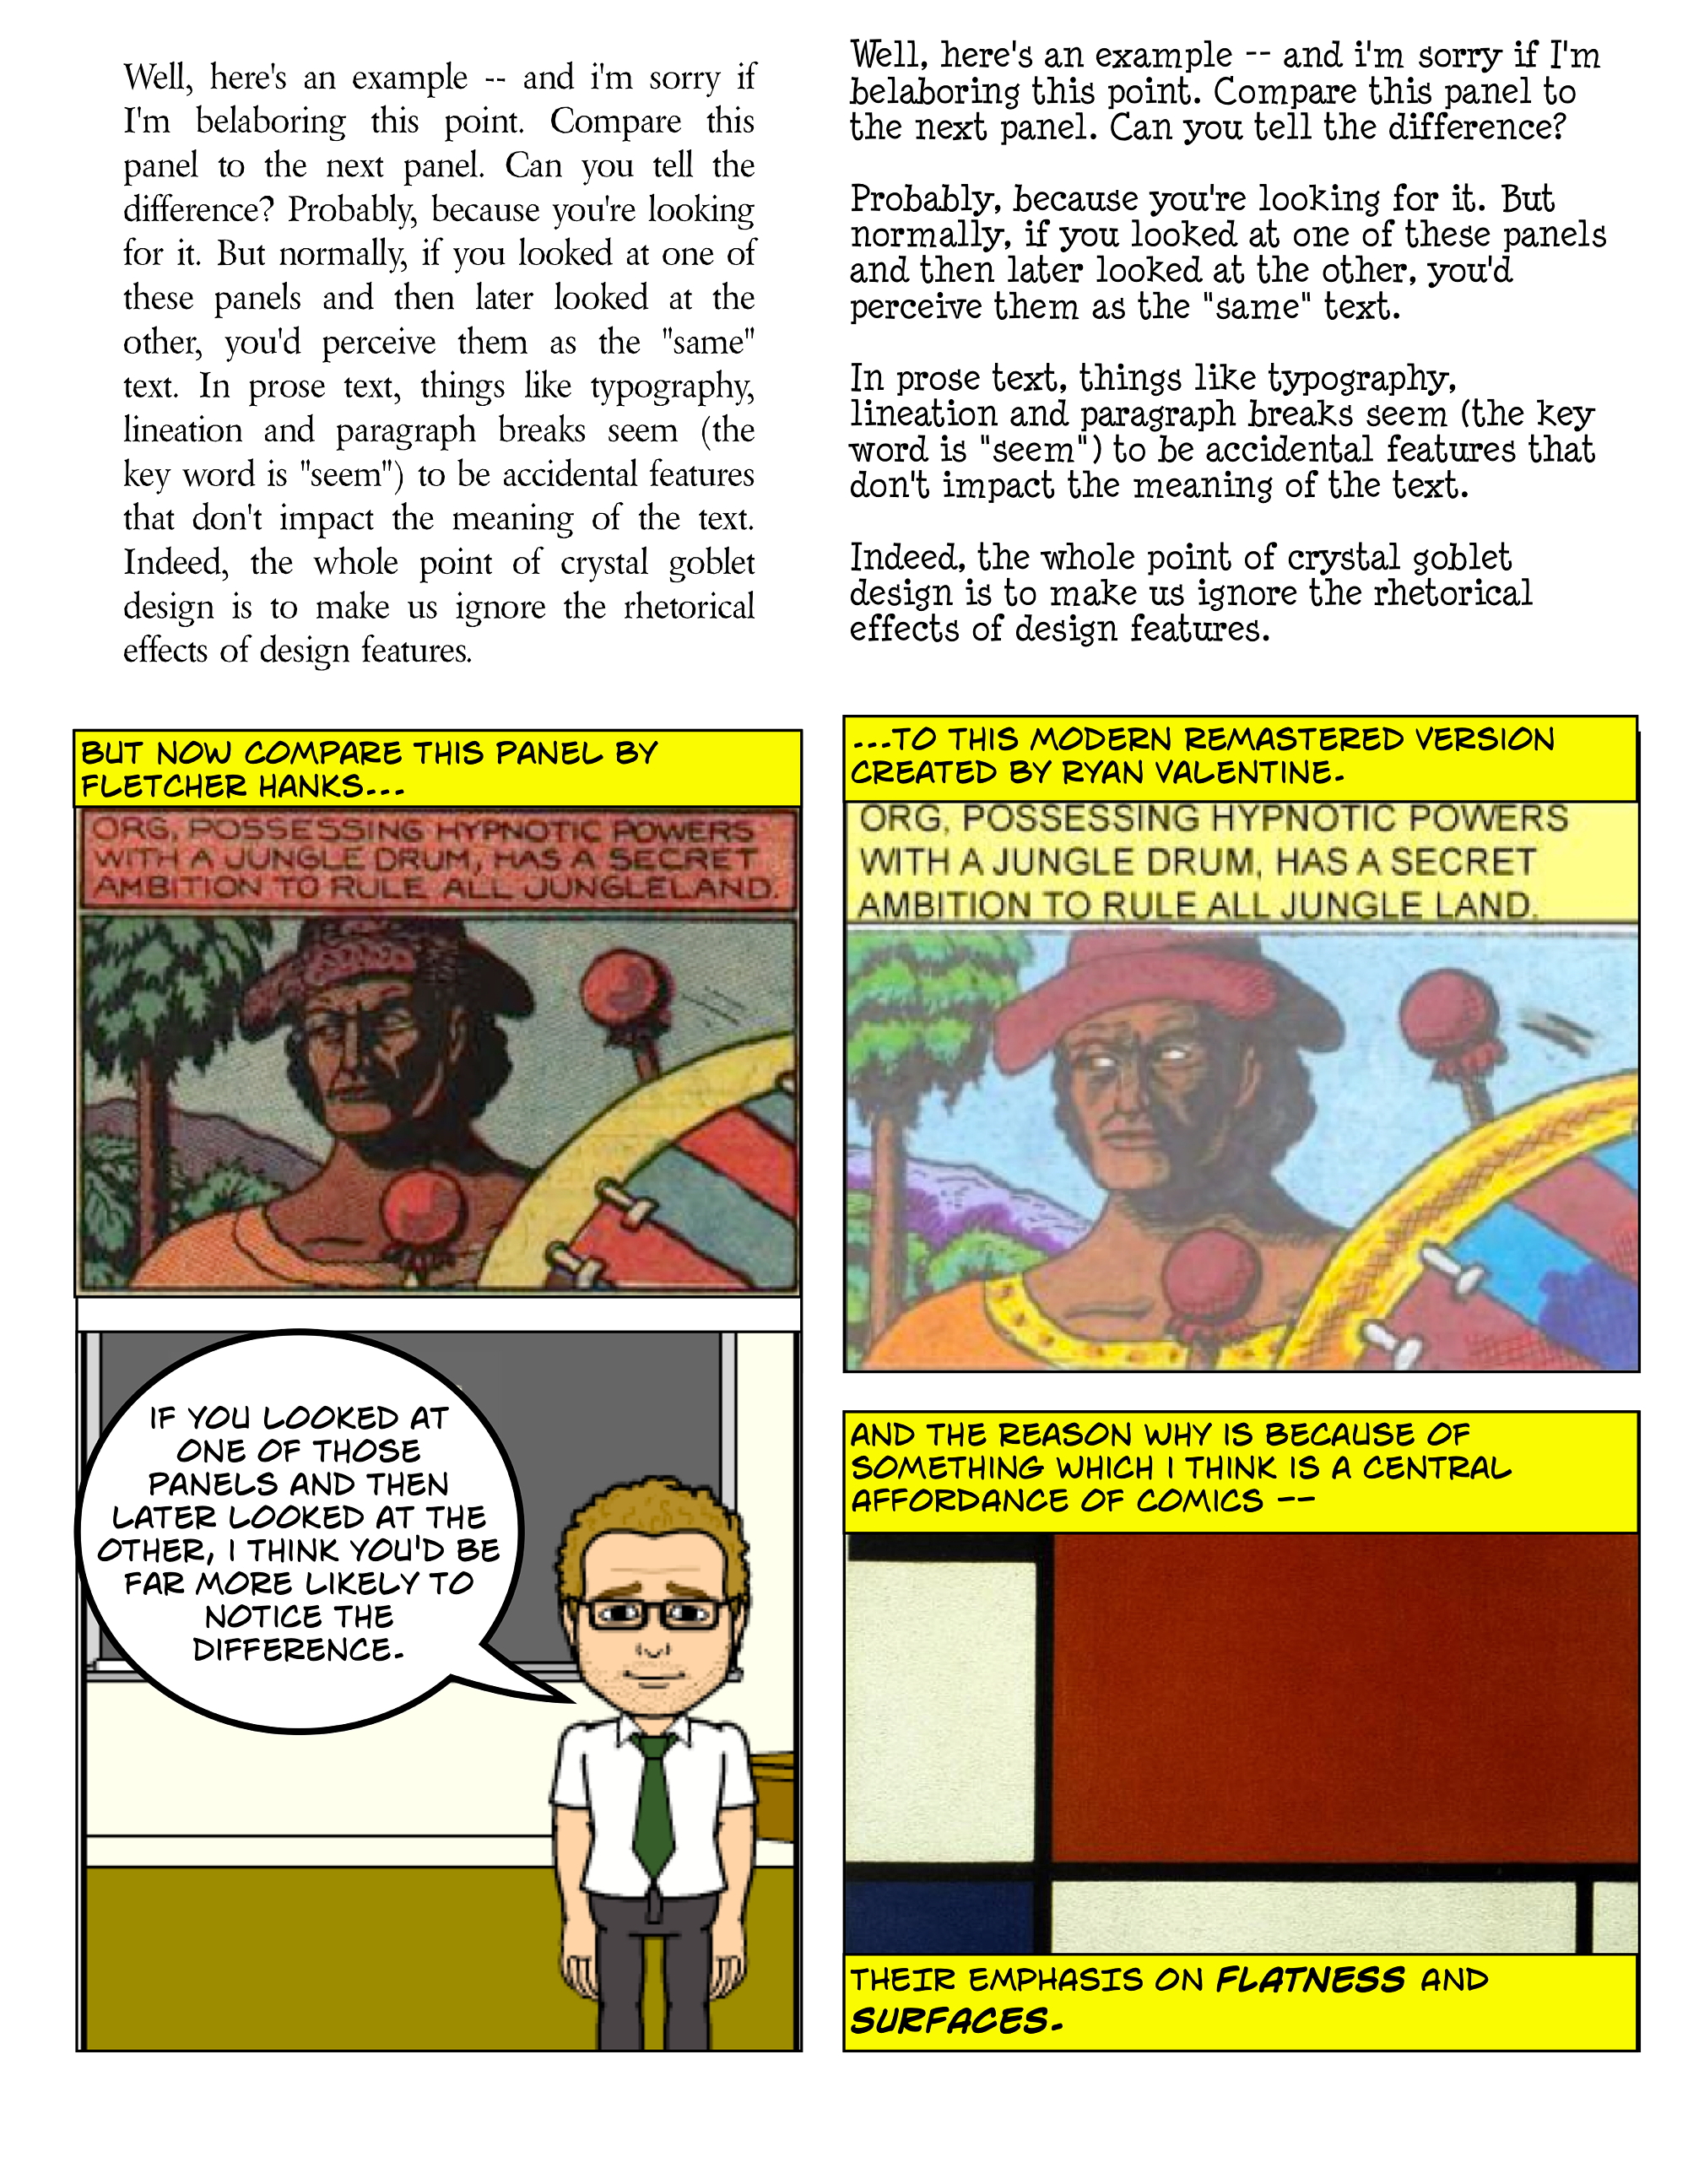 Well, here's an example -- and i'm sorry if
I'm belaboring this point. Compare this
panel to the next panel. Can you tell the
difference? Probably, because you're looking
for it. But normally, if you looked at one of
these panels and then later looked at the
other, you'd perceive them as the "same"
text. In prose text, things like typography,
lineation and paragraph breaks seem (the
key word is "seem") to be accidental features
that don't impact the meaning of the text.
Indeed, the whole point of crystal goblet
design is to make us ignore the rhetorical
effects of design features.
Well, here's an example -- and i'm sorry if I'm
belaboring this point. Compare this panel to
the next panel. Can you tell the difference?
Probably, because you're looking for it. But
normally, if you looked at one of these panels
and then later looked at the other, you'd
perceive them as the "same" text.
In prose text, things like typography,
lineation and paragraph breaks seem (the key
word is "seem") to be accidental features that
don't impact the meaning of the text.
Indeed, the whole point of crystal goblet
design is to make us ignore the rhetorical
effects of design features.
BUT NOW COMPARE THIS PANEL BY
FLETCHER HANKS...
ORG, POSSESSING HYPNOTIC POWERS
WITH A JUNGLE DRUM, HAS A SECRET
AMBITION TO RULE ALL JUNGLELAND.
...TO THIS MODERN REMASTERED VERSION
CREATED BY RYAN VALENTINE.
ORG, POSSESSING HYPNOTIC POWERS
WITH A JUNGLE DRUM, HAS A SECRET
AMBITION TO RULE ALL JUNGLE LAND.
IF YOU LOOKED AT
ONE OF THOSE
PANELS AND THEN
LATER LOOKED AT THE
OTHER, I THINK YOU'D BE
FAR MORE LIKELY TO
NOTICE THE
DIFFERENCE.
AND THE REASON WHY IS BECAUSE OF
SOMETHING WHICH I THINK IS A CENTRAL
AFFORDANCE OF COMICS --
THEIR EMPHASIS ON FLATNESS AND
SURFACES.